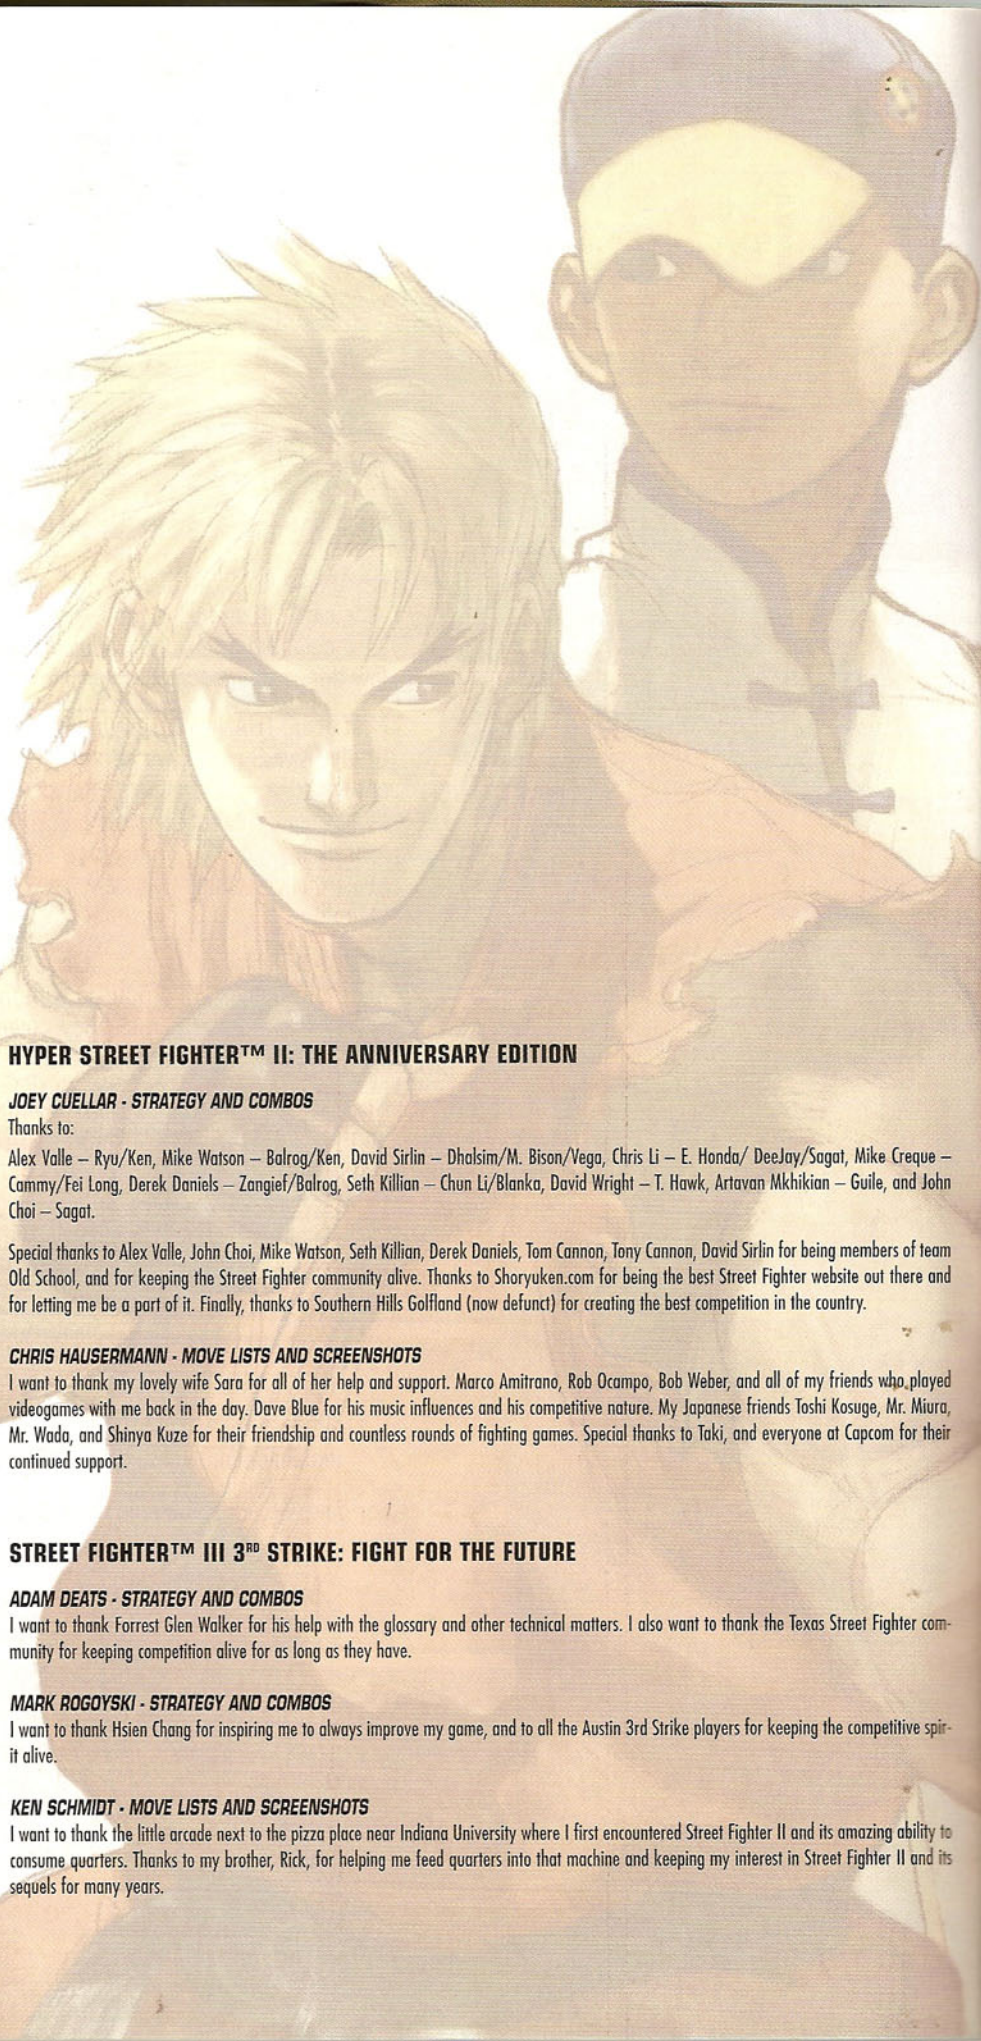 HYPER STREET FIGHTER™ II: THE ANNIVERSARY EDITION
JOEY CUELLAR - STRATEGY AND COMBOS
Thanks to:
Alex Valle – Ryu/Ken, Mike Watson – Balrog/Ken, David Sirlin – Dhalsim/M. Bison/Vega, Chris Li – E. Honda/ DeeJay/Sagat, Mike Creque –
Cammy/Fei Long, Derek Daniels – Zangief/Balrog, Seth Killian – Chun Li/Blanka, David Wright – T. Hawk, Artavan Mkhikian – Guile, and John
Choi – Sagat.
Special thanks to Alex Valle, John Choi, Mike Watson, Seth Killian, Derek Daniels, Tom Cannon, Tony Cannon, David Sirlin for being members of team
Old School, and for keeping the Street Fighter community alive. Thanks to Shoryuken.com for being the best Street Fighter website out there and
for letting me be a part of it. Finally, thanks to Southern Hills Golfland (now defunct) for creating the best competition in the country.
CHRIS HAUSERMANN - MOVE LISTS AND SCREENSHOTS
I want to thank my lovely wife Sara for all of her help and support. Marco Amitrano, Rob Ocampo, Bob Weber, and all of my friends who played
videogames with me back in the day. Dave Blue for his music influences and his competitive nature. My Japanese friends Toshi Kosuge, Mr. Miura,
Mr. Wada, and Shinya Kuze for their friendship and countless rounds of fighting games. Special thanks to Taki, and everyone at Capcom for their
continued support.
STREET FIGHTER™ III 3RD STRIKE: FIGHT FOR THE FUTURE
ADAM DEATS - STRATEGY AND COMBOS
I want to thank Forrest Glen Walker for his help with the glossary and other technical matters. I also want to thank the Texas Street Fighter com-
munity for keeping competition alive for as long as they have.
MARK ROGOYSKI - STRATEGY AND COMBOS
I want to thank Hsien Chang for inspiring me to always improve my game, and to all the Austin 3rd Strike players for keeping the competitive spir-
it alive.
KEN SCHMIDT - MOVE LISTS AND SCREENSHOTS
I want to thank the little arcade next to the pizza place near Indiana University where I first encountered Street Fighter II and its amazing ability to
consume quarters. Thanks to my brother, Rick, for helping me feed quarters into that machine and keeping my interest in Street Fighter II and its
sequels for many years.